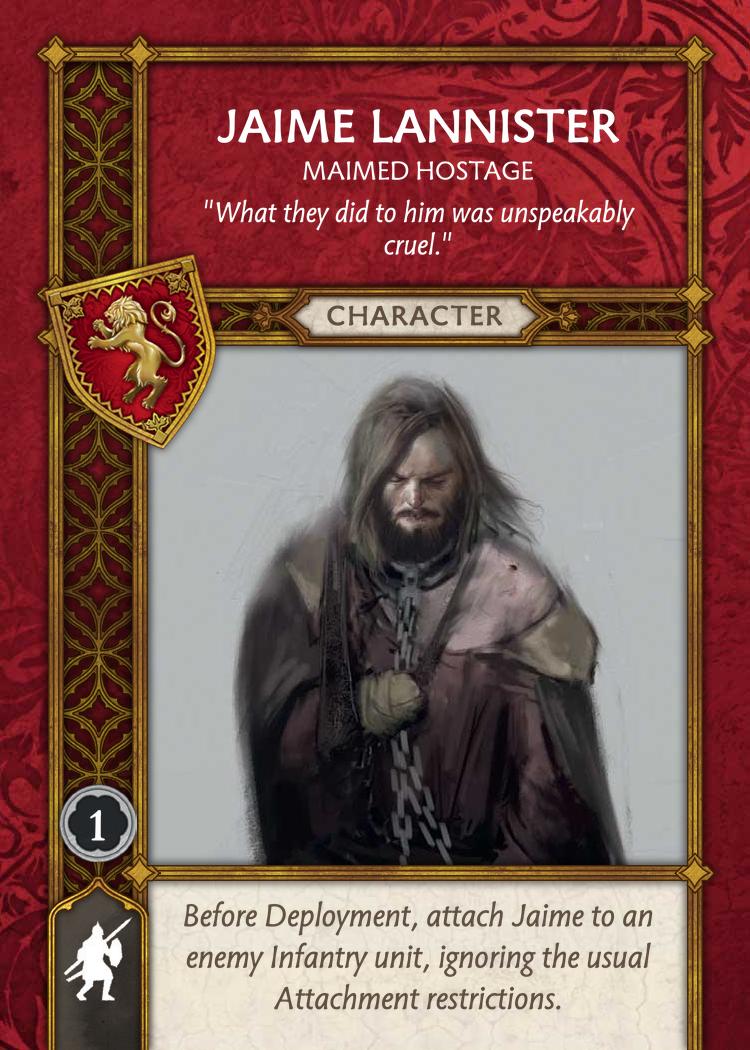 JAIME LANNISTER
MAIMED HOSTAGE
"What they did to him was unspeakably
cruel."
CHARACTER
1
Before Deployment, attach Jaime to an
enemy Infantry unit, ignoring the usual
Attachment restrictions.